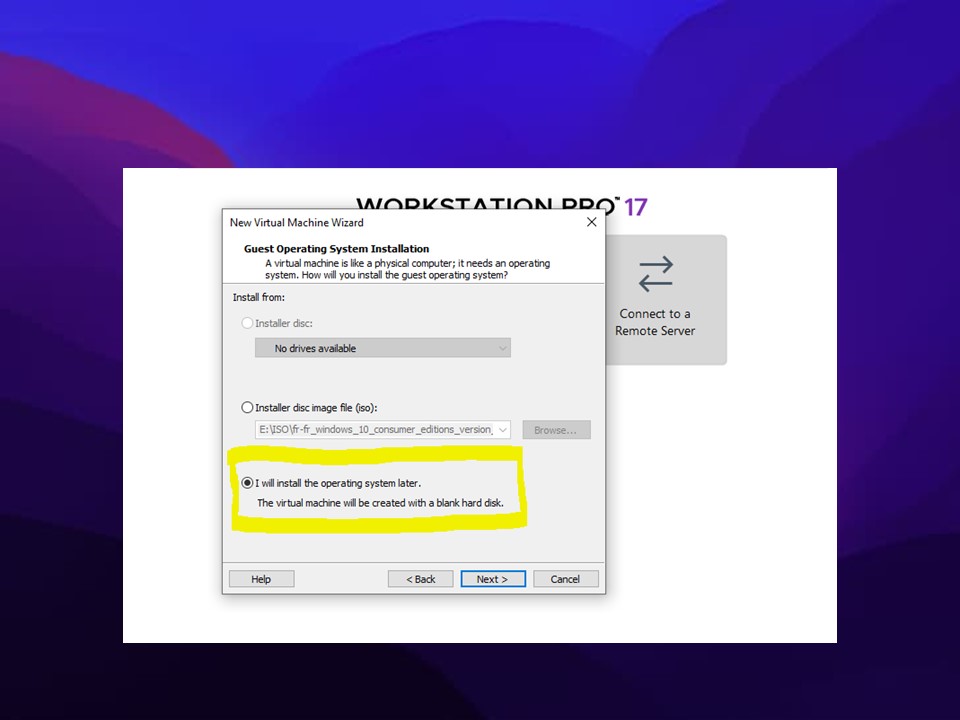 WORKSTATION PRO™ 17
New Virtual Machine Wizard
Guest Operating System Installation
A virtual machine is like a physical computer; it needs an operating
system. How will you install the guest operating system?
Install from:
Installer disc:
No drives available
Installer disc image file (iso):
E:\ISO\fr-fr_windows_10_consumer_editions_version_
Browse...
I will install the operating system later.
The virtual machine will be created with a blank hard disk.
Help
< Back
Next >
Cancel
Connect to a
Remote Server